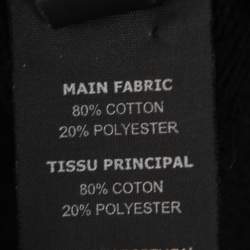 MAIN FABRIC
80% COTTON
20% POLYESTER
TISSU PRINCIPAL
80% COTON
20% POLYESTER